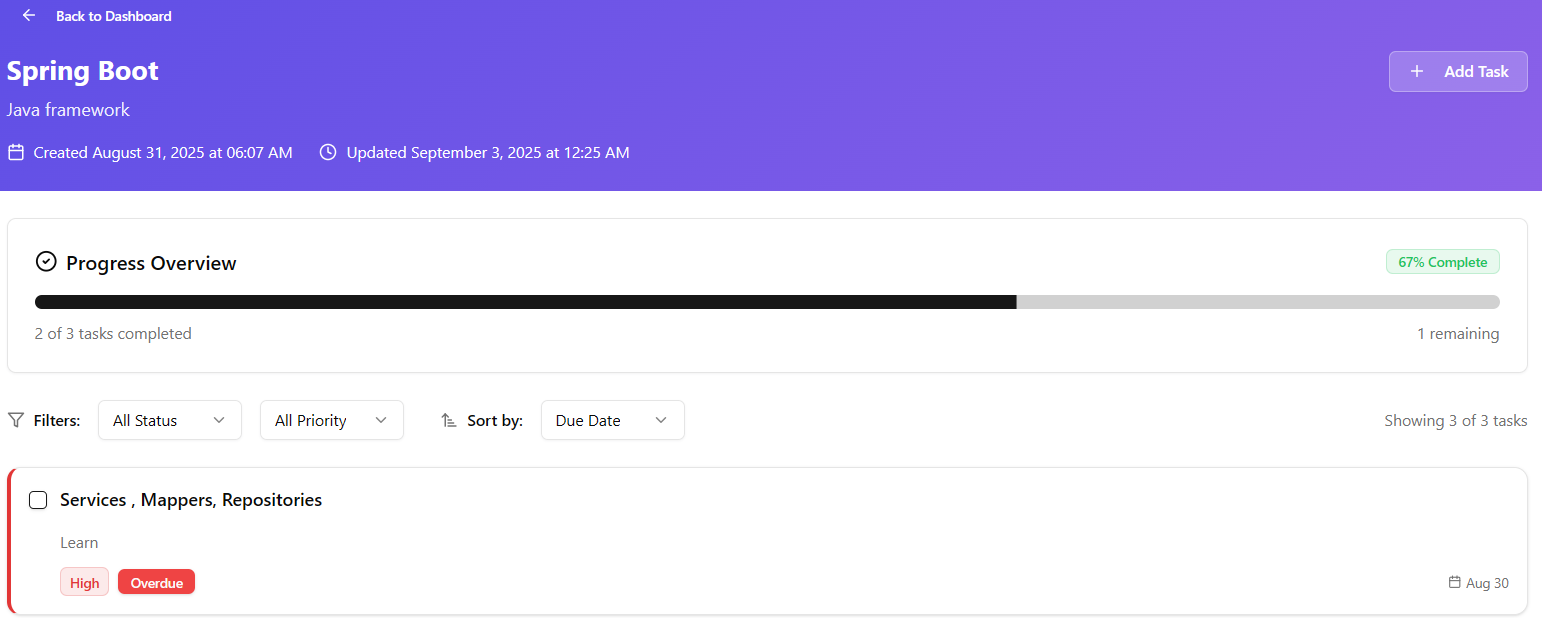 Back to Dashboard
Spring Boot
Add Task
Java framework
Created August 31, 2025 at 06:07 AM Updated September 3, 2025 at 12:25 AM
Progress Overview 67% Complete
2 of 3 tasks completed 1 remaining
Filters: All Status All Priority Sort by: Due Date Showing 3 of 3 tasks
Services , Mappers, Repositories
Learn
High Overdue Aug 30